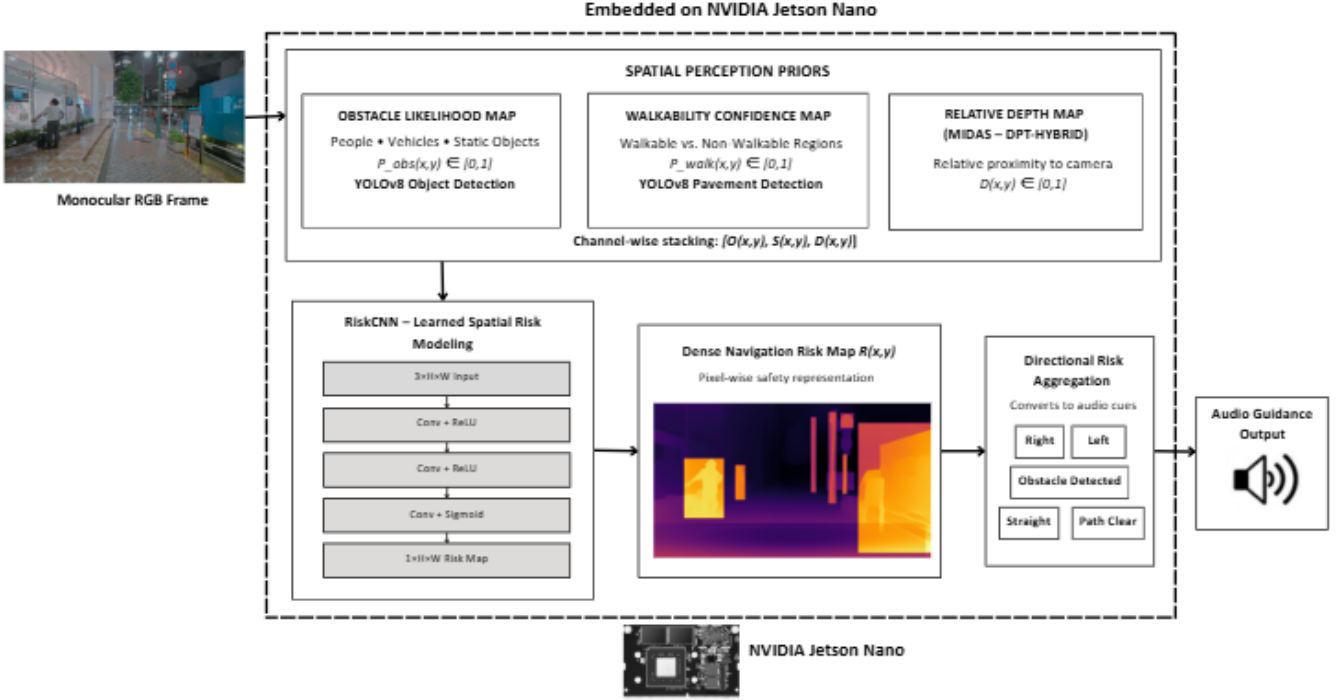 Embedded on NVIDIA Jetson Nano
Monocular RGB Frame
SPATIAL PERCEPTION PRIORS
OBSTACLE LIKELIHOOD MAP
People • Vehicles • Static Objects
P_obs(x,y) ∈ [0,1]
YOLOv8 Object Detection
WALKABILITY CONFIDENCE MAP
Walkable vs. Non-Walkable Regions
P_walk(x,y) ∈ [0,1]
YOLOv8 Pavement Detection
RELATIVE DEPTH MAP
(MIDAS – DPT-HYBRID)
Relative proximity to camera
D(x,y) ∈ [0,1]
Channel-wise stacking: [O(x,y), S(x,y), D(x,y)]
RiskCNN – Learned Spatial Risk
Modeling
3×H×W Input
Conv + ReLU
Conv + ReLU
Conv + Sigmoid
1×H×W Risk Map
Dense Navigation Risk Map R(x,y)
Pixel-wise safety representation
Directional Risk
Aggregation
Converts to audio cues
Right
Left
Obstacle Detected
Straight
Path Clear
Audio Guidance
Output
NVIDIA Jetson Nano